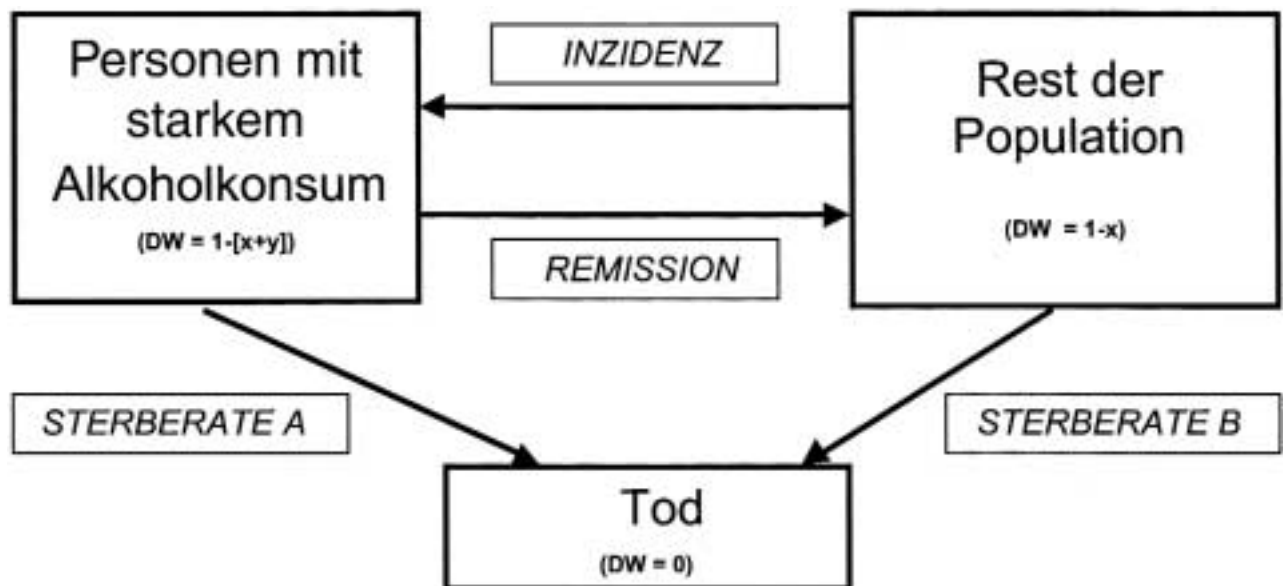 Personen mit
starkem
Alkoholkonsum
(DW = 1-[x+y])
INZIDENZ
REMISSION
Rest der
Population
(DW = 1-x)
STERBERATE A
STERBERATE B
Tod
(DW = 0)